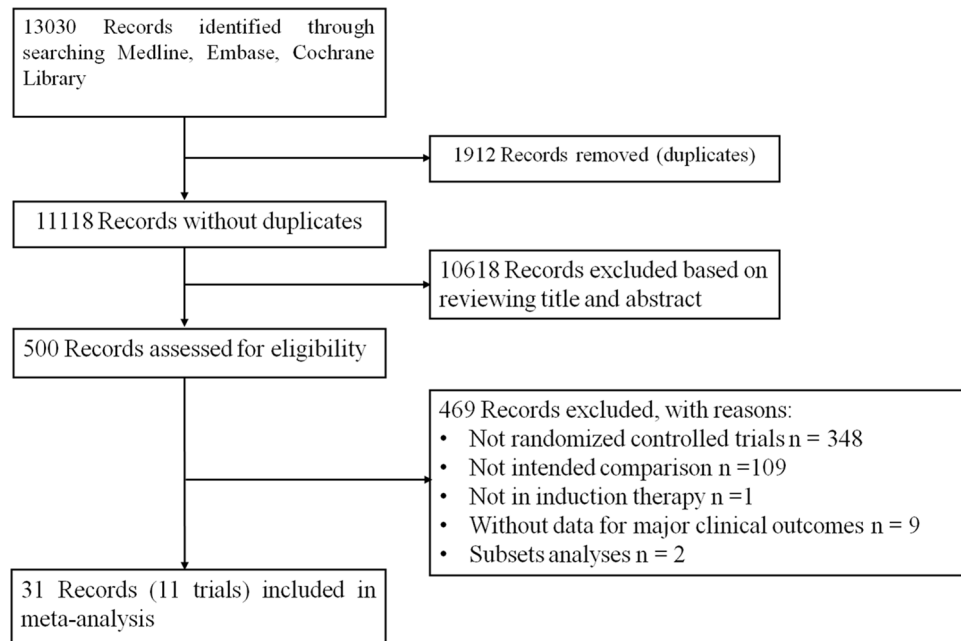 13030 Records identified through
searching Medline, Embase, Cochrane
Library
1912 Records removed (duplicates)
11118 Records without duplicates
10618 Records excluded based on
reviewing title and abstract
500 Records assessed for eligibility
469 Records excluded, with reasons:
• Not randomized controlled trials n = 348
• Not intended comparison n =109
• Not in induction therapy n =1
• Without data for major clinical outcomes n = 9
• Subsets analyses n = 2
31 Records (11 trials) included in
meta-analysis